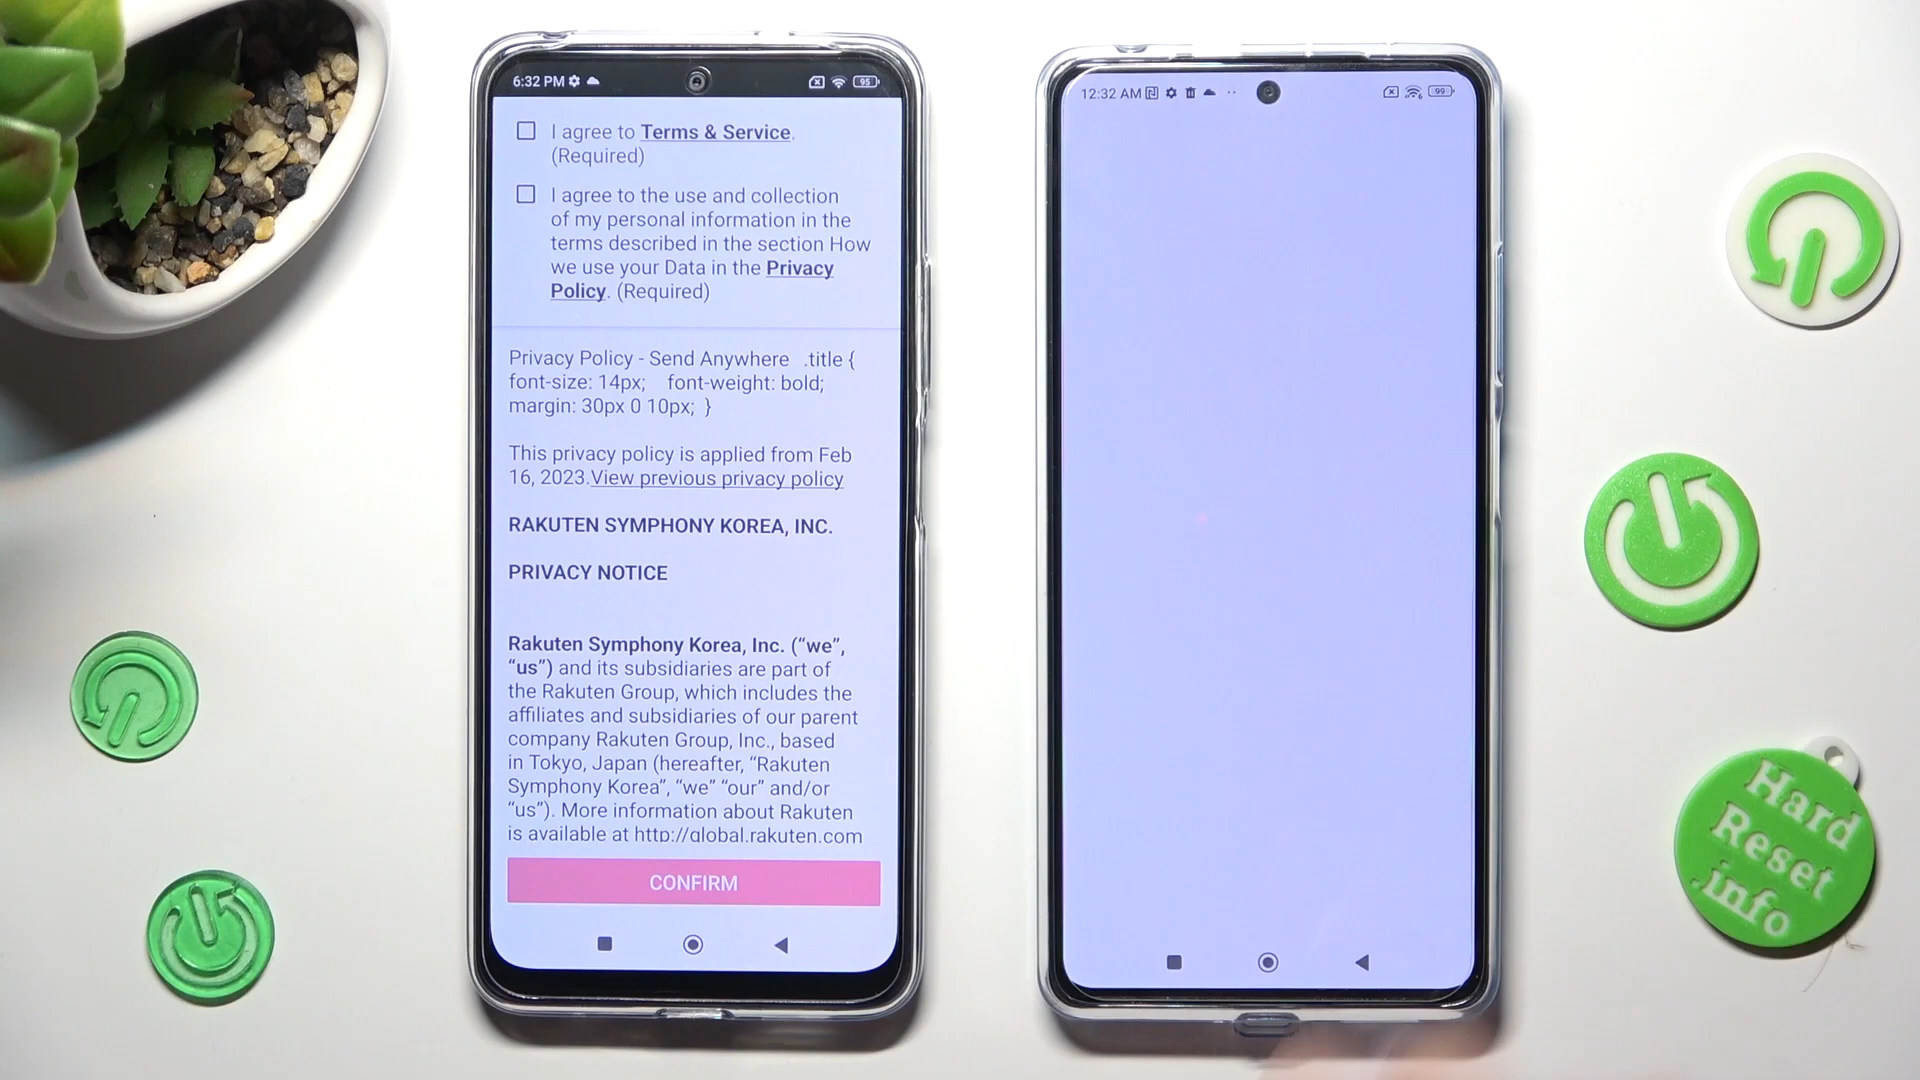 6:32 PM
95
I agree to Terms & Service.
(Required)
I agree to the use and collection
of my personal information in the
terms described in the section How
we use your Data in the Privacy
Policy. (Required)
Privacy Policy - Send Anywhere .title {
font-size: 14px; font-weight: bold;
margin: 30px 0 10px; }
This privacy policy is applied from Feb
16, 2023.View previous privacy policy
RAKUTEN SYMPHONY KOREA, INC.
PRIVACY NOTICE
Rakuten Symphony Korea, Inc. (“we”,
“us”) and its subsidiaries are part of
the Rakuten Group, which includes the
affiliates and subsidiaries of our parent
company Rakuten Group, Inc., based
in Tokyo, Japan (hereafter, “Rakuten
Symphony Korea”, “we” “our” and/or
“us”). More information about Rakuten
is available at http://global.rakuten.com
CONFIRM
12:32 AM
99
Hard
Reset
.info